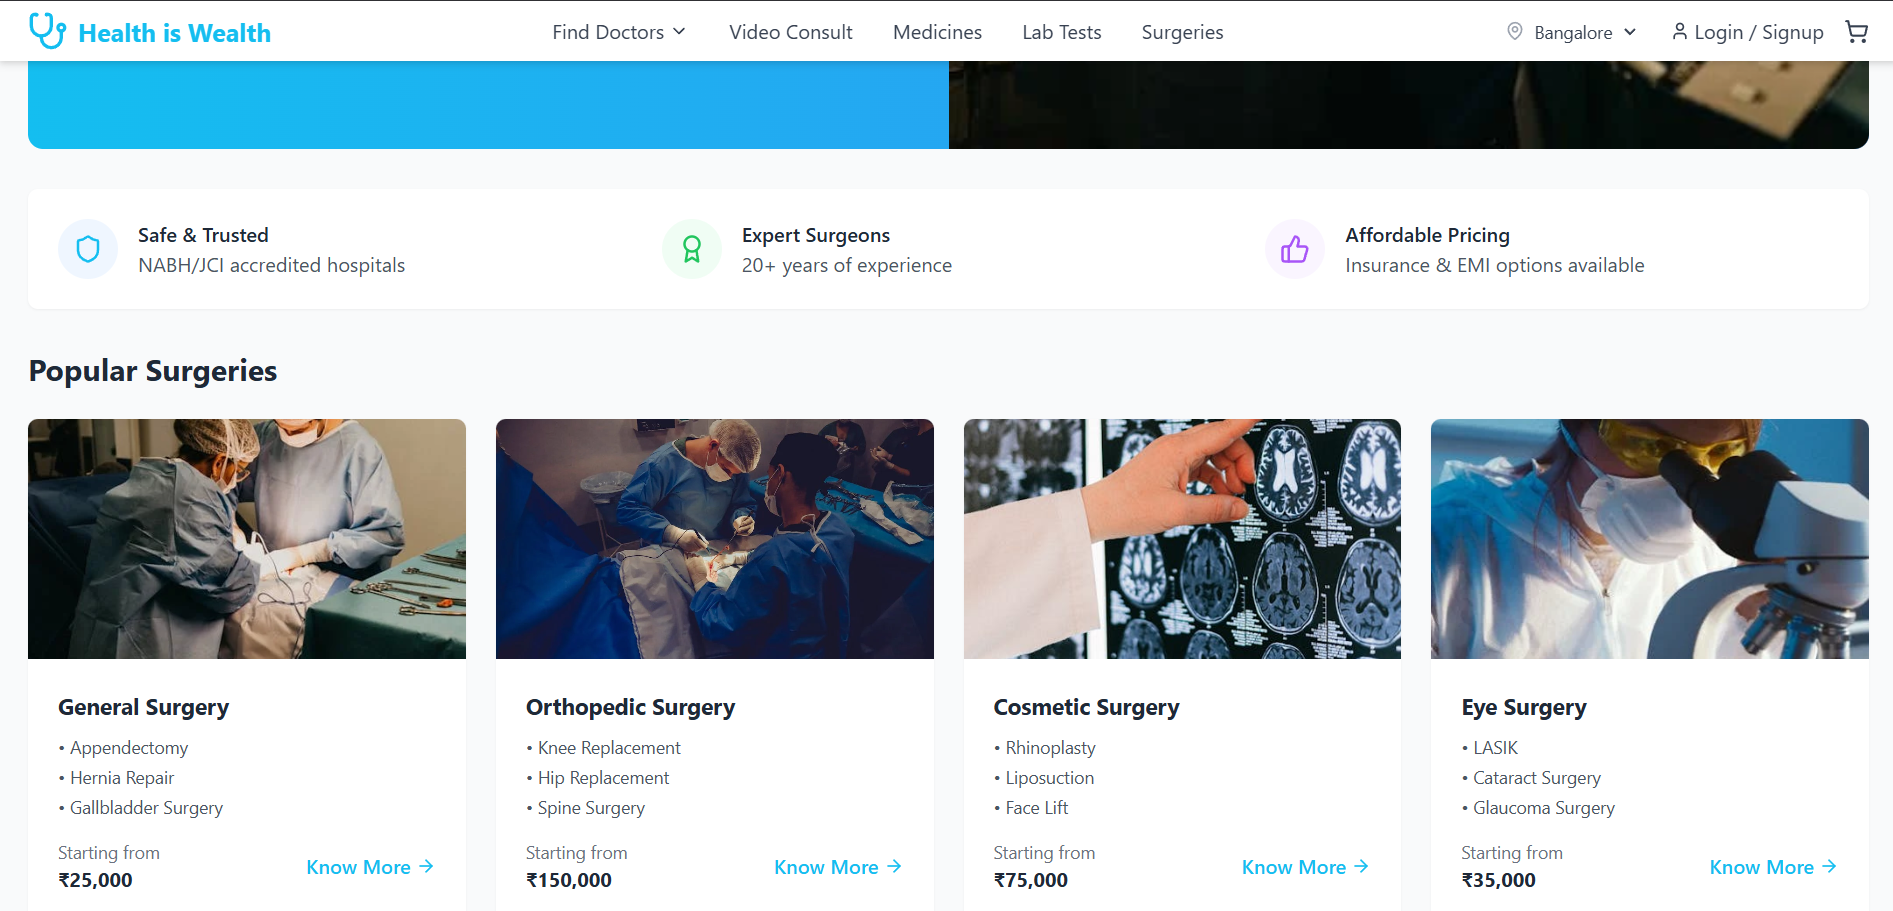 Health is Wealth
Find Doctors
Video Consult
Medicines
Lab Tests
Surgeries
Bangalore
Login / Signup
Safe & Trusted
NABH/JCI accredited hospitals
Expert Surgeons
20+ years of experience
Affordable Pricing
Insurance & EMI options available
Popular Surgeries
General Surgery
• Appendectomy
• Hernia Repair
• Gallbladder Surgery
Starting from
₹25,000
Know More →
Orthopedic Surgery
• Knee Replacement
• Hip Replacement
• Spine Surgery
Starting from
₹150,000
Know More →
Cosmetic Surgery
• Rhinoplasty
• Liposuction
• Face Lift
Starting from
₹75,000
Know More →
Eye Surgery
• LASIK
• Cataract Surgery
• Glaucoma Surgery
Starting from
₹35,000
Know More →